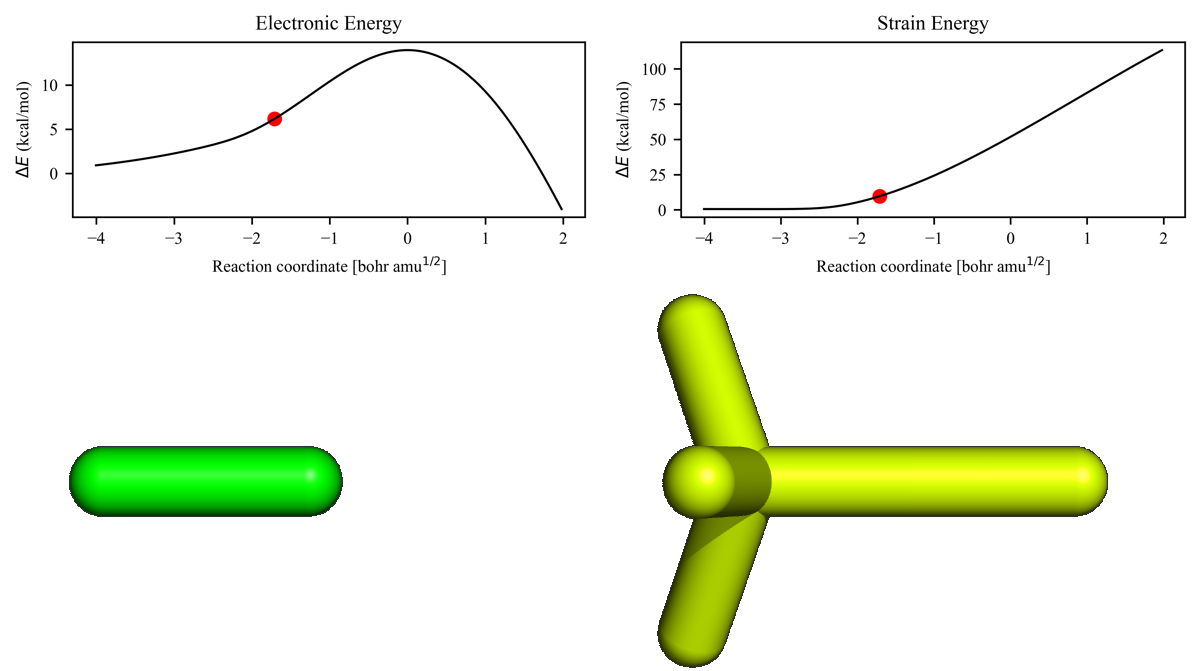 Electronic Energy
ΔE (kcal/mol)
10
5
0
−4 −3 −2 −1 0 1 2
Reaction coordinate [bohr amu^1/2]
Strain Energy
ΔE (kcal/mol)
100
75
50
25
0
−4 −3 −2 −1 0 1 2
Reaction coordinate [bohr amu^1/2]